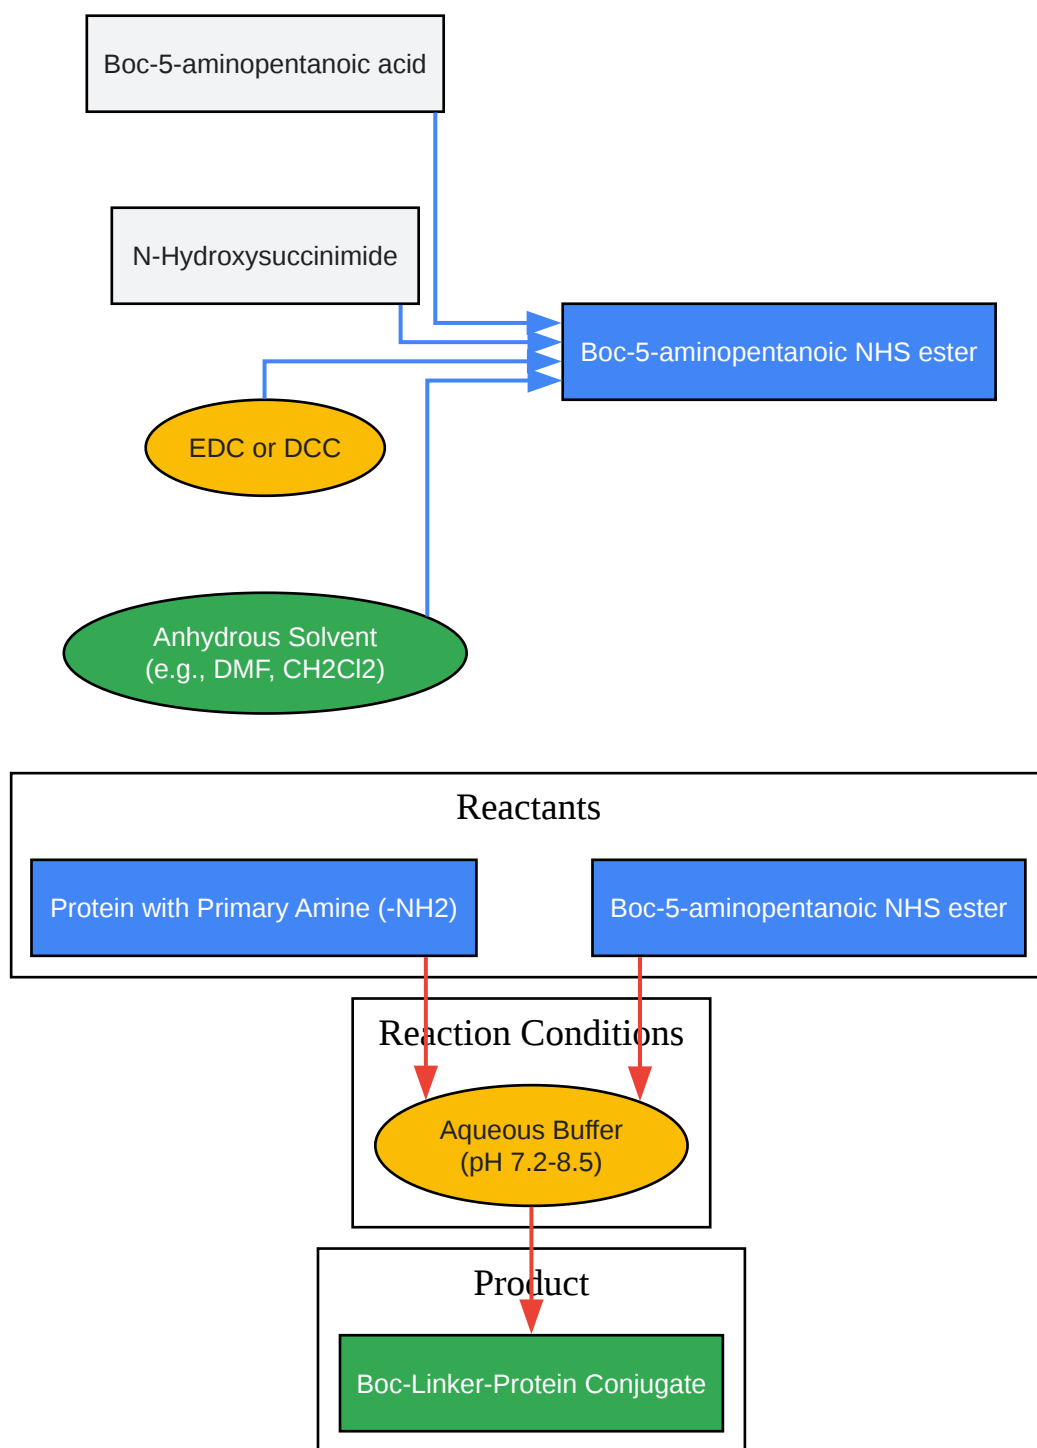 Boc-5-aminopentanoic acid
N-Hydroxysuccinimide
Boc-5-aminopentanoic NHS ester
EDC or DCC
Anhydrous Solvent
(e.g., DMF, CH2Cl2)
Reactants
Protein with Primary Amine (-NH2)
Boc-5-aminopentanoic NHS ester
Reaction Conditions
Aqueous Buffer
(pH 7.2-8.5)
Product
Boc-Linker-Protein Conjugate